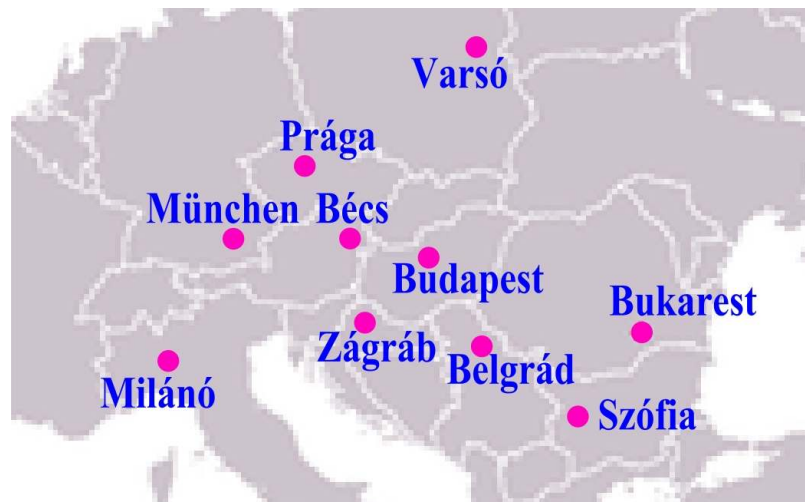 Varsó
Prága
München
Bécs
Budapest
Bukarest
Zágráb
Belgrád
Milánó
Szófia